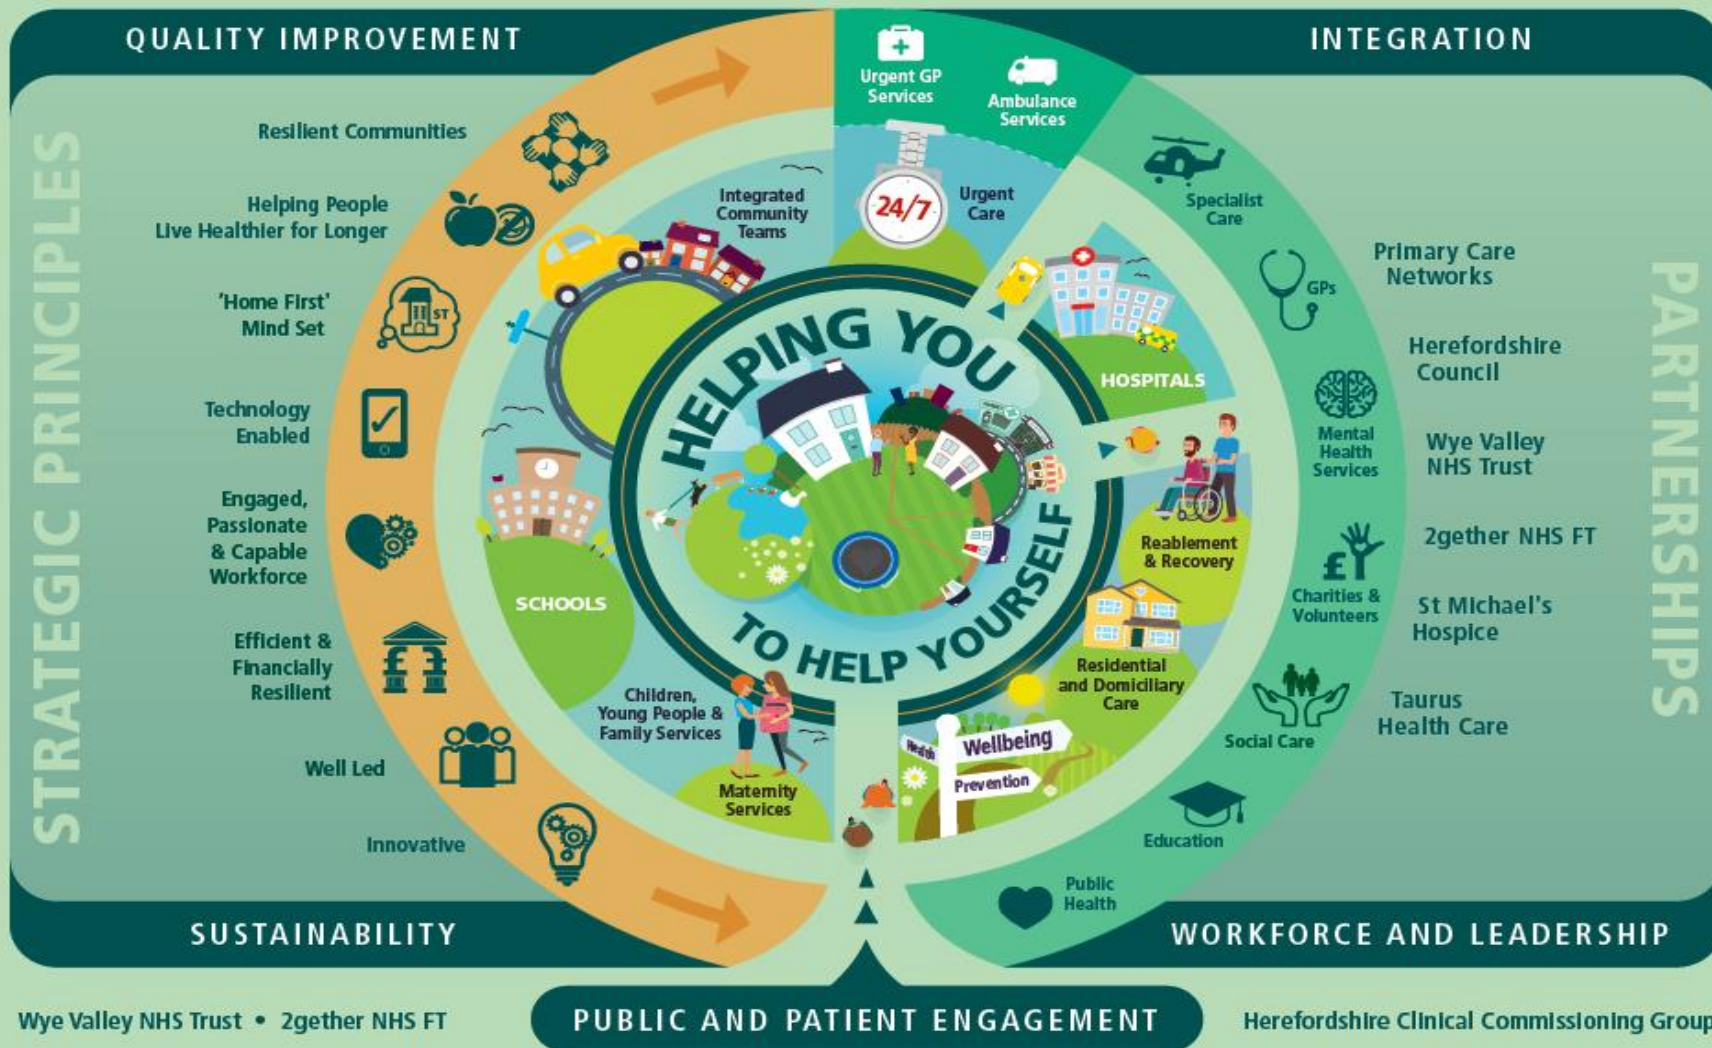 QUALITY IMPROVEMENT
INTEGRATION
STRATEGIC PRINCIPLES
Resilient Communities
Helping People
Live Healthier for Longer
'Home First'
Mind Set
ST
Technology
Enabled
Engaged,
Passionate
& Capable
Workforce
Efficient &
Financially
Resilient
££
Well Led
Innovative
Urgent GP
Services
Ambulance
Services
Integrated
Community
Teams
24/7
Urgent
Care
HOSPITALS
HELPING YOU
TO HELP YOURSELF
SCHOOLS
Reablement
& Recovery
Residential
and Domiciliary
Care
Children,
Young People &
Family Services
Maternity
Services
Health
Wellbeing
Prevention
Specialist
Care
GPs
Mental
Health
Services
£
Charities &
Volunteers
Social Care
Education
Public
Health
Primary Care
Networks
Herefordshire
Council
Wye Valley
NHS Trust
2gether NHS FT
St Michael's
Hospice
Taurus
Health Care
PARTNERSHIPS
SUSTAINABILITY
WORKFORCE AND LEADERSHIP
Wye Valley NHS Trust • 2gether NHS FT
PUBLIC AND PATIENT ENGAGEMENT
Herefordshire Clinical Commissioning Group